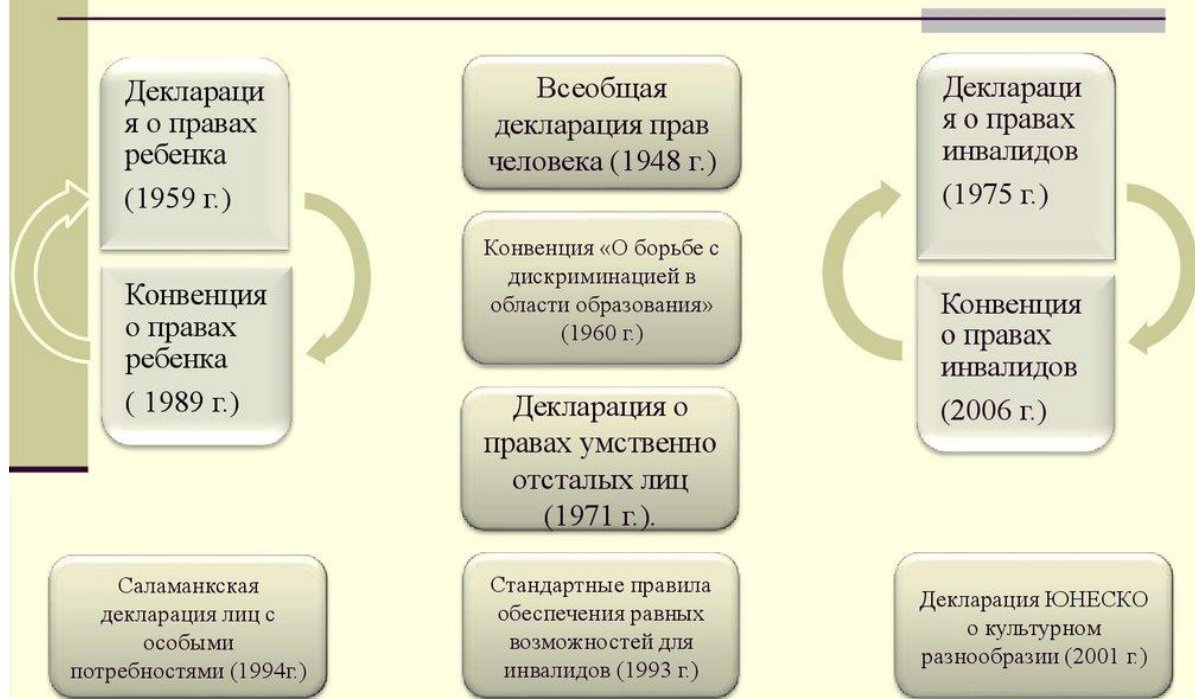 Деклараци
я о правах
ребенка
(1959 г.)
Конвенция
о правах
ребенка
( 1989 г.)
Всеобщая
декларация прав
человека (1948 г.)
Конвенция «О борьбе с
дискриминацией в
области образования»
(1960 г.)
Декларация о
правах умственно
отсталых лиц
(1971 г.).
Деклараци
я о правах
инвалидов
(1975 г.)
Конвенция
о правах
инвалидов
(2006 г.)
Саламанкская
декларация лиц с
особыми
потребностями (1994г.)
Стандартные правила
обеспечения равных
возможностей для
инвалидов (1993 г.)
Декларация ЮНЕСКО
о культурном
разнообразии (2001 г.)